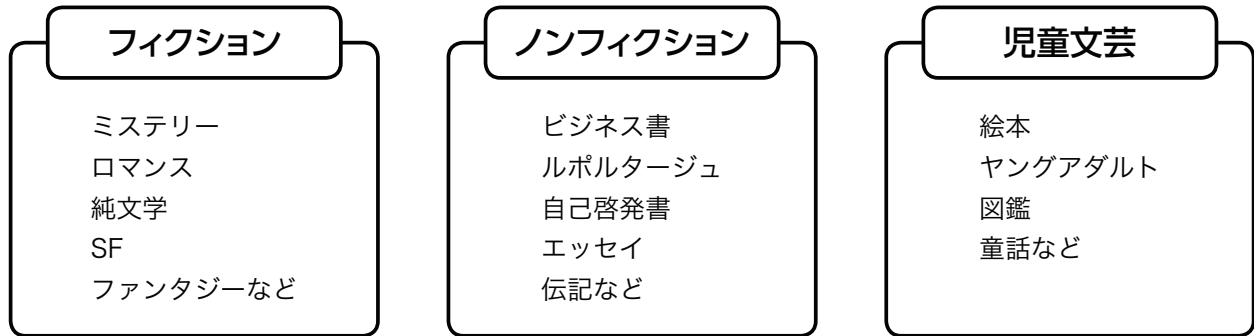 フィクション
ミステリー
ロマンス
純文学
SF
ファンタジーなど
ノンフィクション
ビジネス書
ルポルタージュ
自己啓発書
エッセイ
伝記など
児童文芸
絵本
ヤングアダルト
図鑑
童話など